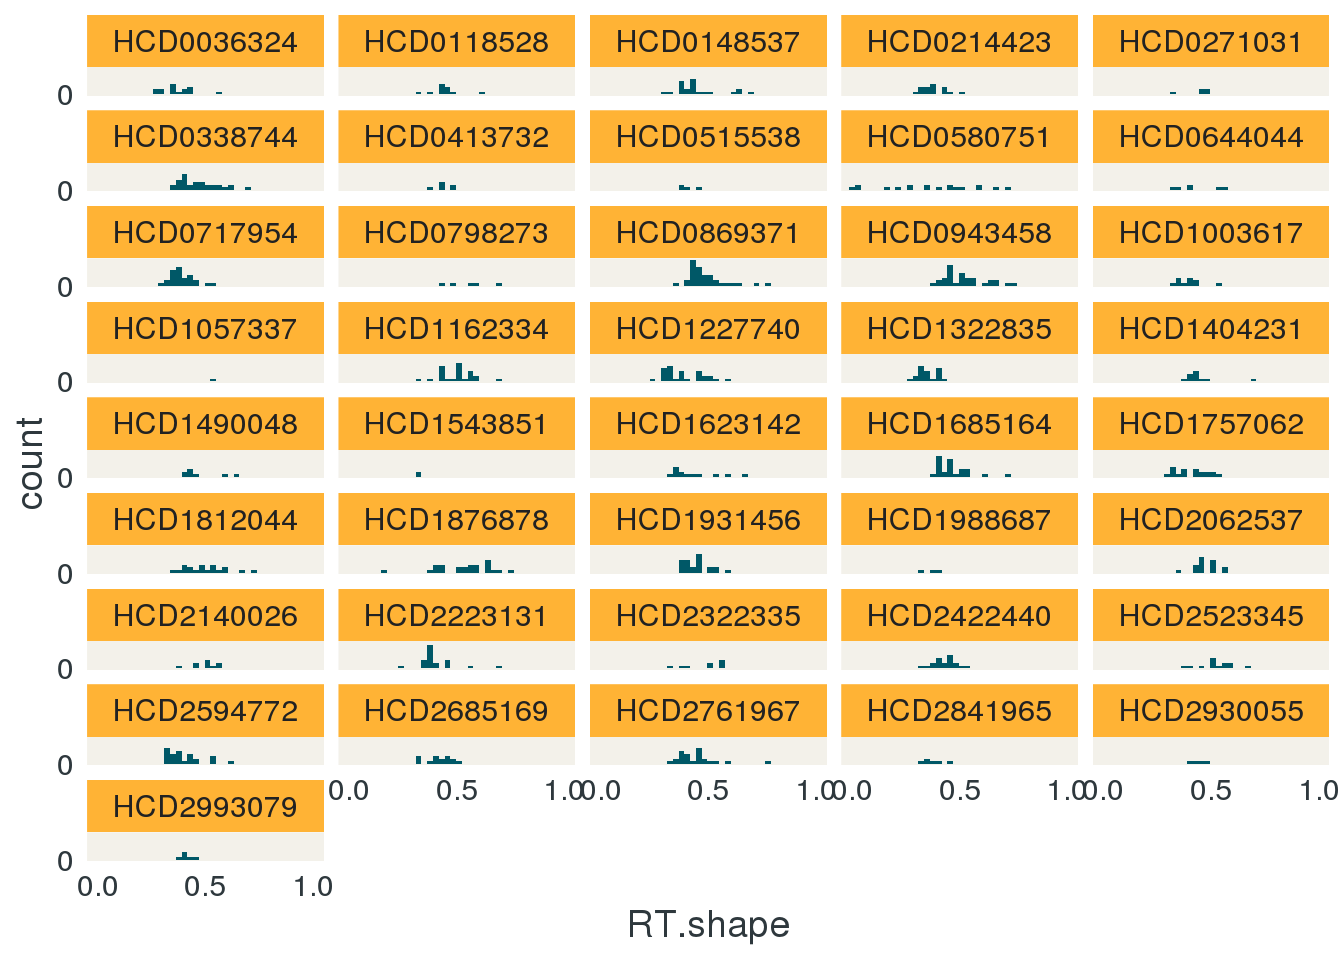 HCD0036324 HCD0118528 HCD0148537 HCD0214423 HCD0271031
0
HCD0338744 HCD0413732 HCD0515538 HCD0580751 HCD0644044
0
HCD0717954 HCD0798273 HCD0869371 HCD0943458 HCD1003617
0
HCD1057337 HCD1162334 HCD1227740 HCD1322835 HCD1404231
0
HCD1490048 HCD1543851 HCD1623142 HCD1685164 HCD1757062
0
count
HCD1812044 HCD1876878 HCD1931456 HCD1988687 HCD2062537
0
HCD2140026 HCD2223131 HCD2322335 HCD2422440 HCD2523345
0
HCD2594772 HCD2685169 HCD2761967 HCD2841965 HCD2930055
0
0.0 0.5 1.0 0.0 0.5 1.0 0.0 0.5 1.0 0.0 0.5 1.0
HCD2993079
0
0.0 0.5 1.0
RT.shape